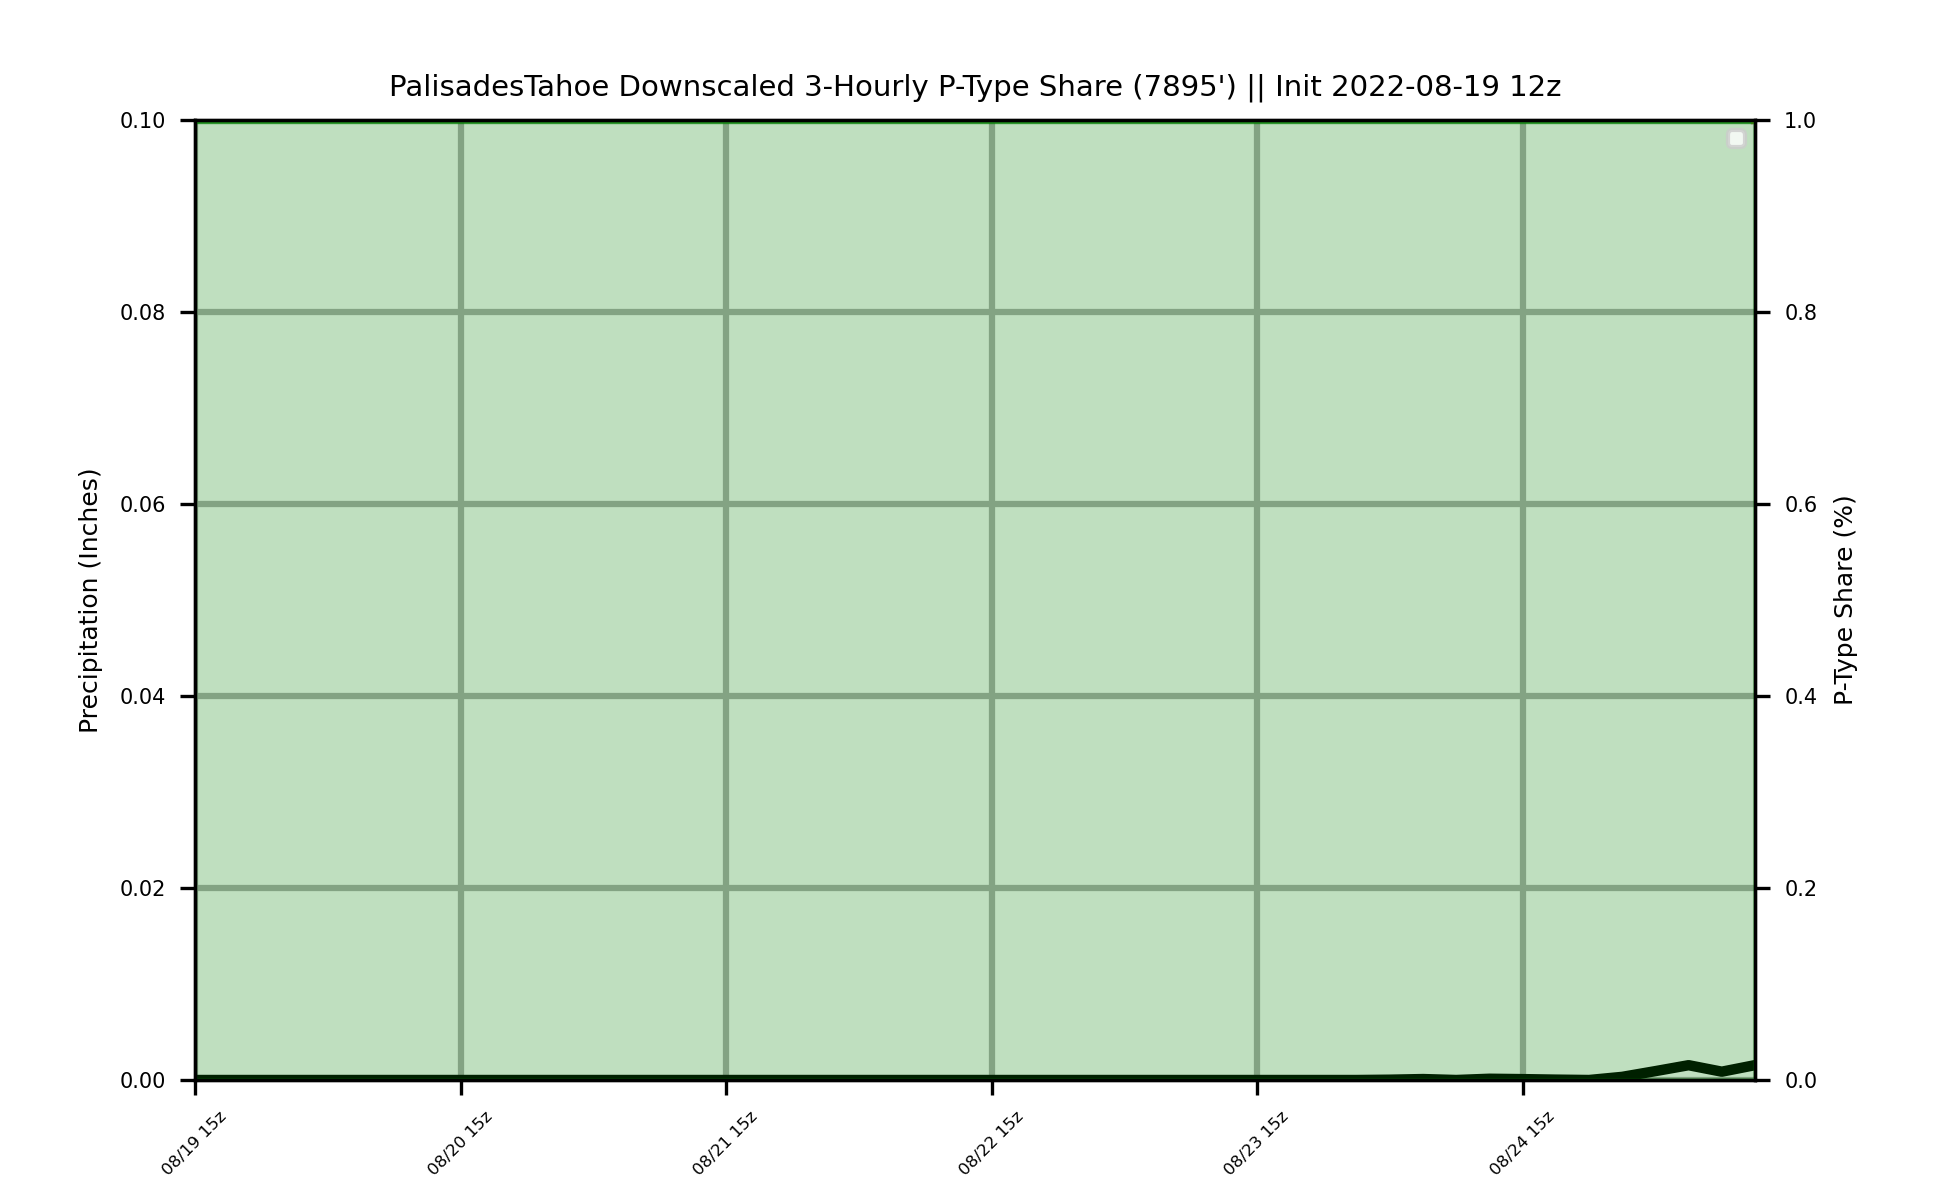 PalisadesTahoe Downscaled 3-Hourly P-Type Share (7895') || Init 2022-08-19 12z
0.10
0.08
0.06
0.04
0.02
0.00
Precipitation (Inches)
1.0
0.8
0.6
0.4
0.2
0.0
P-Type Share (%)
08/19 15z
08/20 15z
08/21 15z
08/22 15z
08/23 15z
08/24 15z